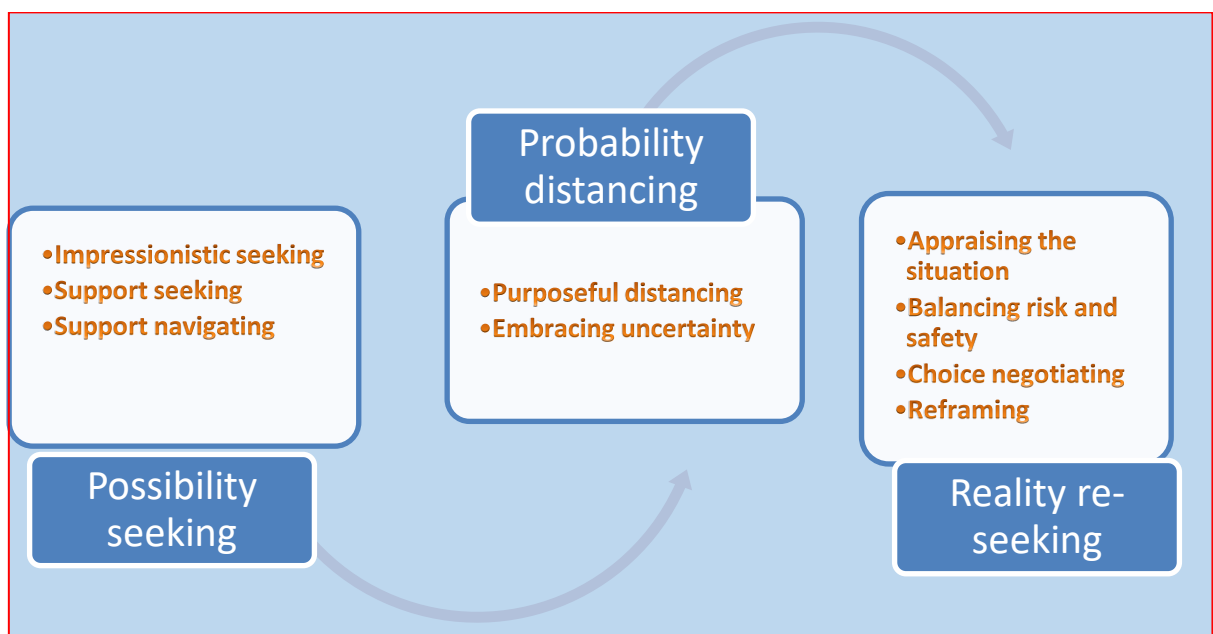 •Impressionistic seeking
•Support seeking
•Support navigating
Possibility
seeking
Probability
distancing
•Purposeful distancing
•Embracing uncertainty
•Appraising the
situation
•Balancing risk and
safety
•Choice negotiating
•Reframing
Reality re-
seeking